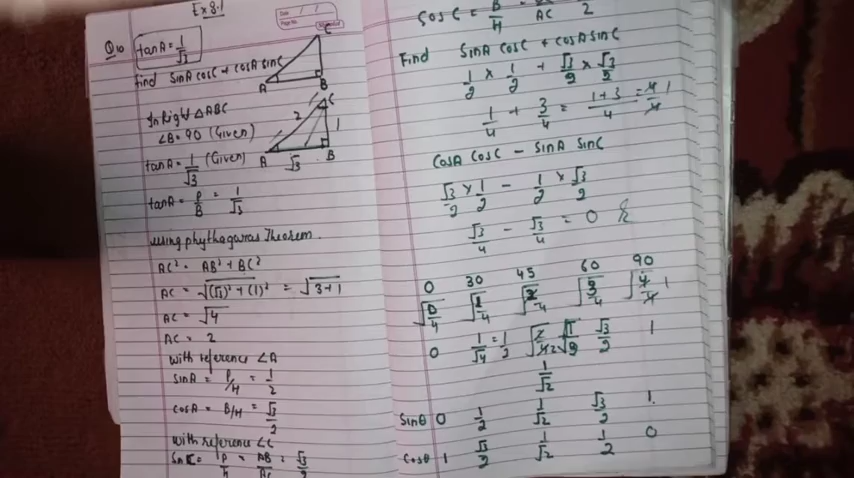 Ex 8.1
Q10 tanA = 1/√3
Find SinA CosC + CosA SinC
C
A
B
In Right △ABC
∠B = 90 (Given)
C
2
1
A
√3
B
tanA = 1/√3 (Given)
tanA = P/B = 1/√3
using phythagoras Theorem.
AC² = AB² + BC²
AC = √(√3)² + (1)² = √3+1
AC = √4
AC = 2
with reference ∠A
SinA = P/H = 1/2
CosA = B/H = √3/2
with reference ∠C
SinC = P/H = AB/AC = √3/2
CosC = B/H = BC/AC 2
Find SinA CosC + CosA SinC
1/2 × 1/2 + √3/2 × √3/2
1/4 + 3/4 = 1+3/4 = 4/4 1
CosA CosC - SinA SinC
√3/2 × 1/2 - 1/2 × √3/2
√3/4 - √3/4 = 0
0 30 45 60 90
√0/4 √1/4 √2/4 √3/4 √4/4
0 1/√4 = 1/2 √2/4 2 √1/2 √3/2 1
1/√2
Sinθ 0 1/2 1/√2 √3/2 1.
Cosθ 1 √3/2 1/√2 1/2 0